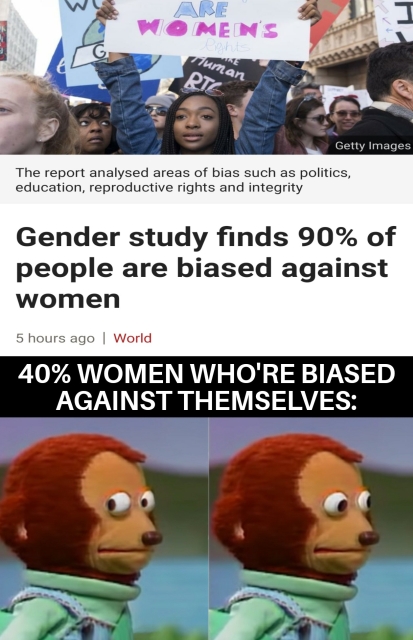 ARE
WOMEN'S
Rights
Human
Getty Images
The report analysed areas of bias such as politics,
education, reproductive rights and integrity
Gender study finds 90% of
people are biased against
women
5 hours ago | World
40% WOMEN WHO'RE BIASED
AGAINST THEMSELVES: